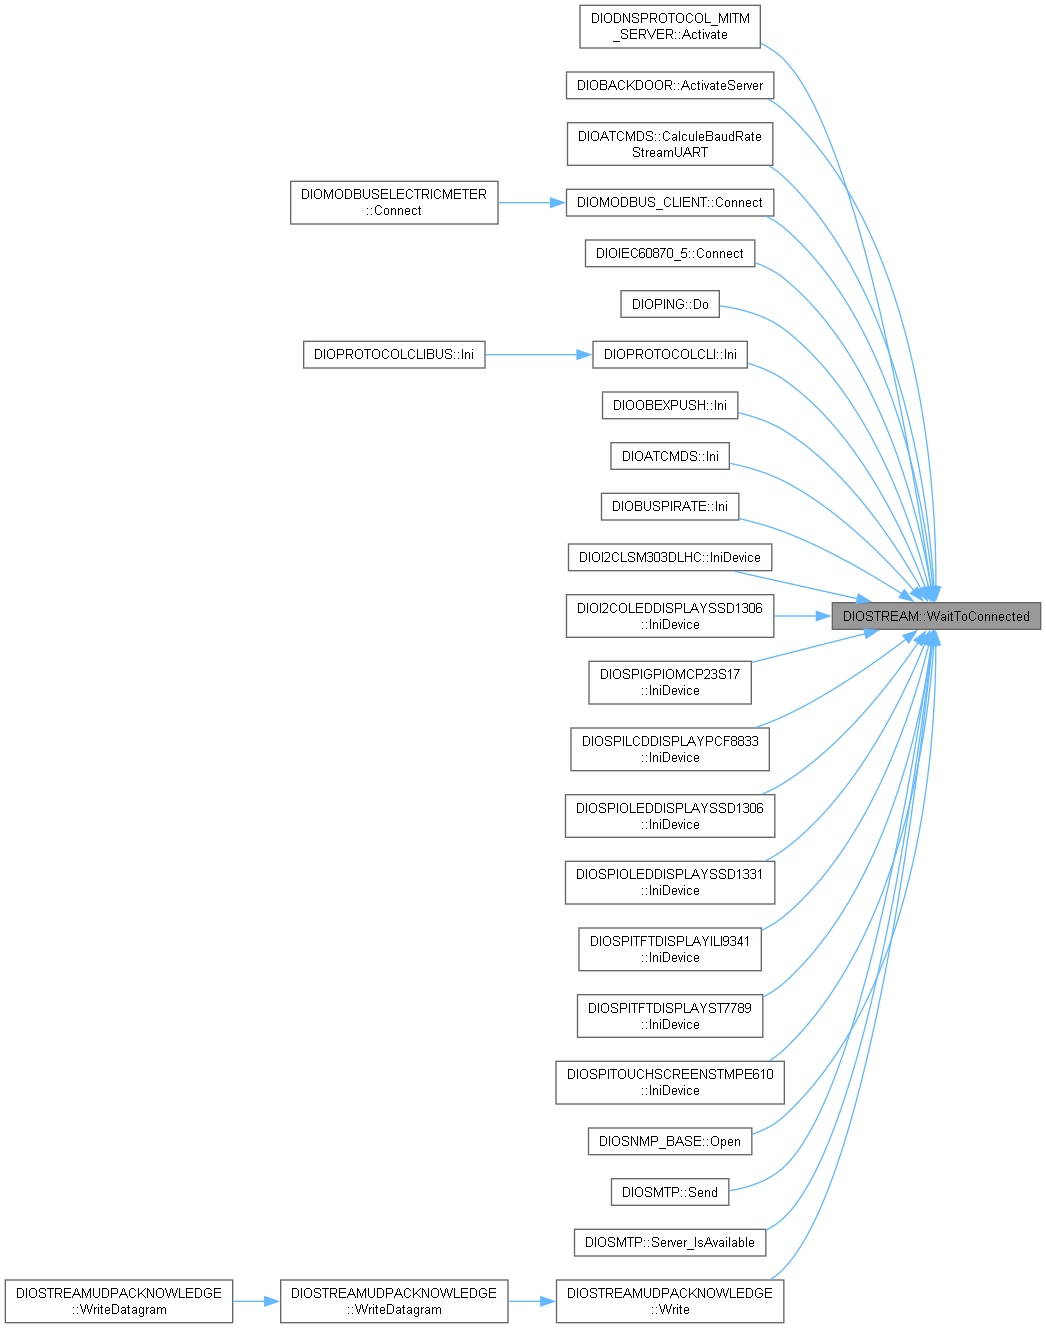 DIODNSPROTOCOL_MITM
_SERVER::Activate
DIOBACKDOOR::ActivateServer
DIOATCMDS::CalculeBaudRate
StreamUART
DIOMODBUSELECTRICMETER
::Connect
DIOMODBUS_CLIENT::Connect
DIOIEC60870_5::Connect
DIOPING::Do
DIOPROTOCOLCLIBUS::Ini
DIOPROTOCOLCLI::Ini
DIOOBEXPUSH::Ini
DIOATCMDS::Ini
DIOBUSPIRATE::Ini
DIOI2CLSM303DLHC::IniDevice
DIOI2COLEDDISPLAYSSD1306
::IniDevice
DIOSTREAM::WaitToConnected
DIOSPIGPIOMCP23S17
::IniDevice
DIOSPILCDDISPLAYPCF8833
::IniDevice
DIOSPIOLEDDISPLAYSSD1306
::IniDevice
DIOSPIOLEDDISPLAYSSD1331
::IniDevice
DIOSPITFTDISPLAYILI9341
::IniDevice
DIOSPITFTDISPLAYST7789
::IniDevice
DIOSPITOUCHSCREENSTMPE610
::IniDevice
DIOSNMP_BASE::Open
DIOSMTP::Send
DIOSMTP::Server_IsAvailable
DIOSTREAMUDPACKNOWLEDGE
::WriteDatagram
DIOSTREAMUDPACKNOWLEDGE
::WriteDatagram
DIOSTREAMUDPACKNOWLEDGE
::Write